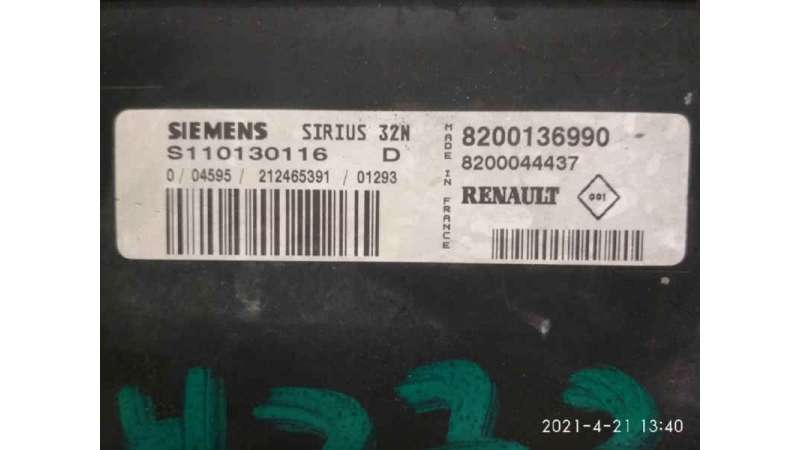 SIEMENS SIRIUS 32N
S110130116 D
0 / 04595 / 212465391 / 01293
MADE IN FRANCE
8200136990
8200044437
RENAULT
001
2021-4-21 13:40